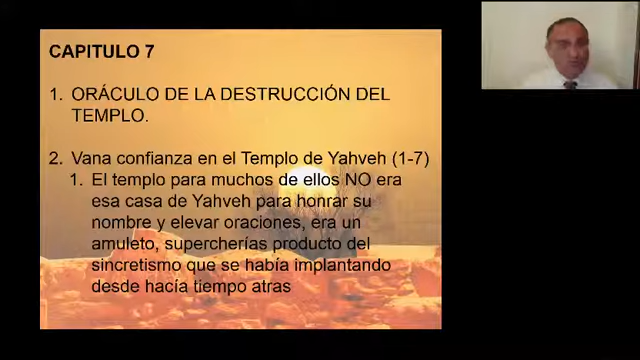 CAPITULO 7
1. ORÁCULO DE LA DESTRUCCIÓN DEL
TEMPLO.
2. Vana confianza en el Templo de Yahveh (1-7)
1. El templo para muchos de ellos NO era
esa casa de Yahveh para honrar su
nombre y elevar oraciones, era un
amuleto, supercherías producto del
sincretismo que se había implantando
desde hacía tiempo atras